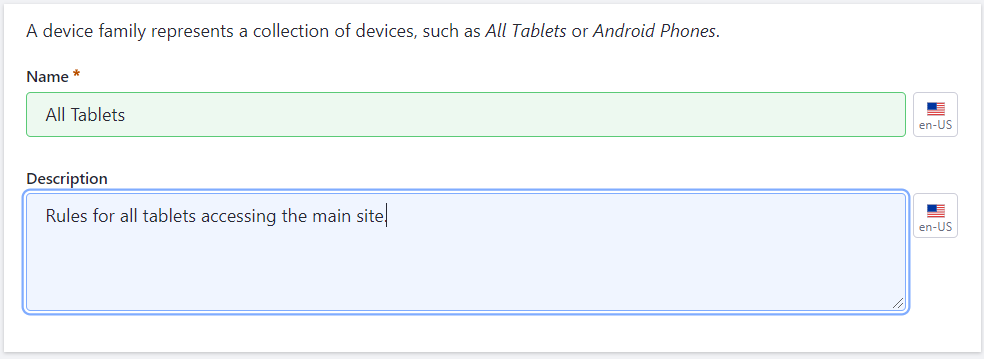 A device family represents a collection of devices, such as All Tablets or Android Phones.
Name *
All Tablets
en-US
Description
Rules for all tablets accessing the main site.
en-US